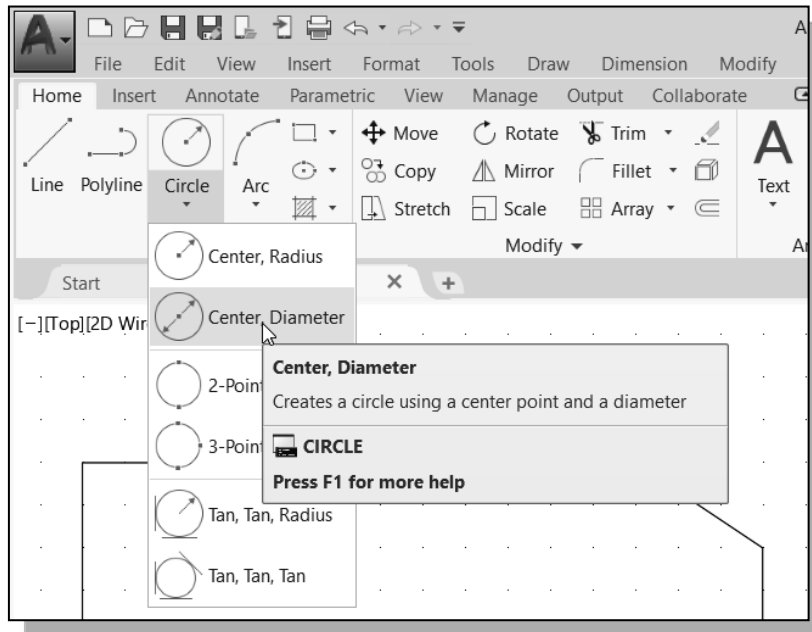 A
A
File Edit View Insert Format Tools Draw Dimension Modify
Home Insert Annotate Parametric View Manage Output Collaborate
Line Polyline Circle Arc
Move Rotate Trim
Copy Mirror Fillet
Stretch Scale Array
A
Text
Modify
Center, Radius
Start
Center, Diameter
[−][Top][2D
2-Point
3-Point
Center, Diameter
Creates a circle using a center point and a diameter
CIRCLE
Press F1 for more help
Tan, Tan, Radius
Tan, Tan, Tan